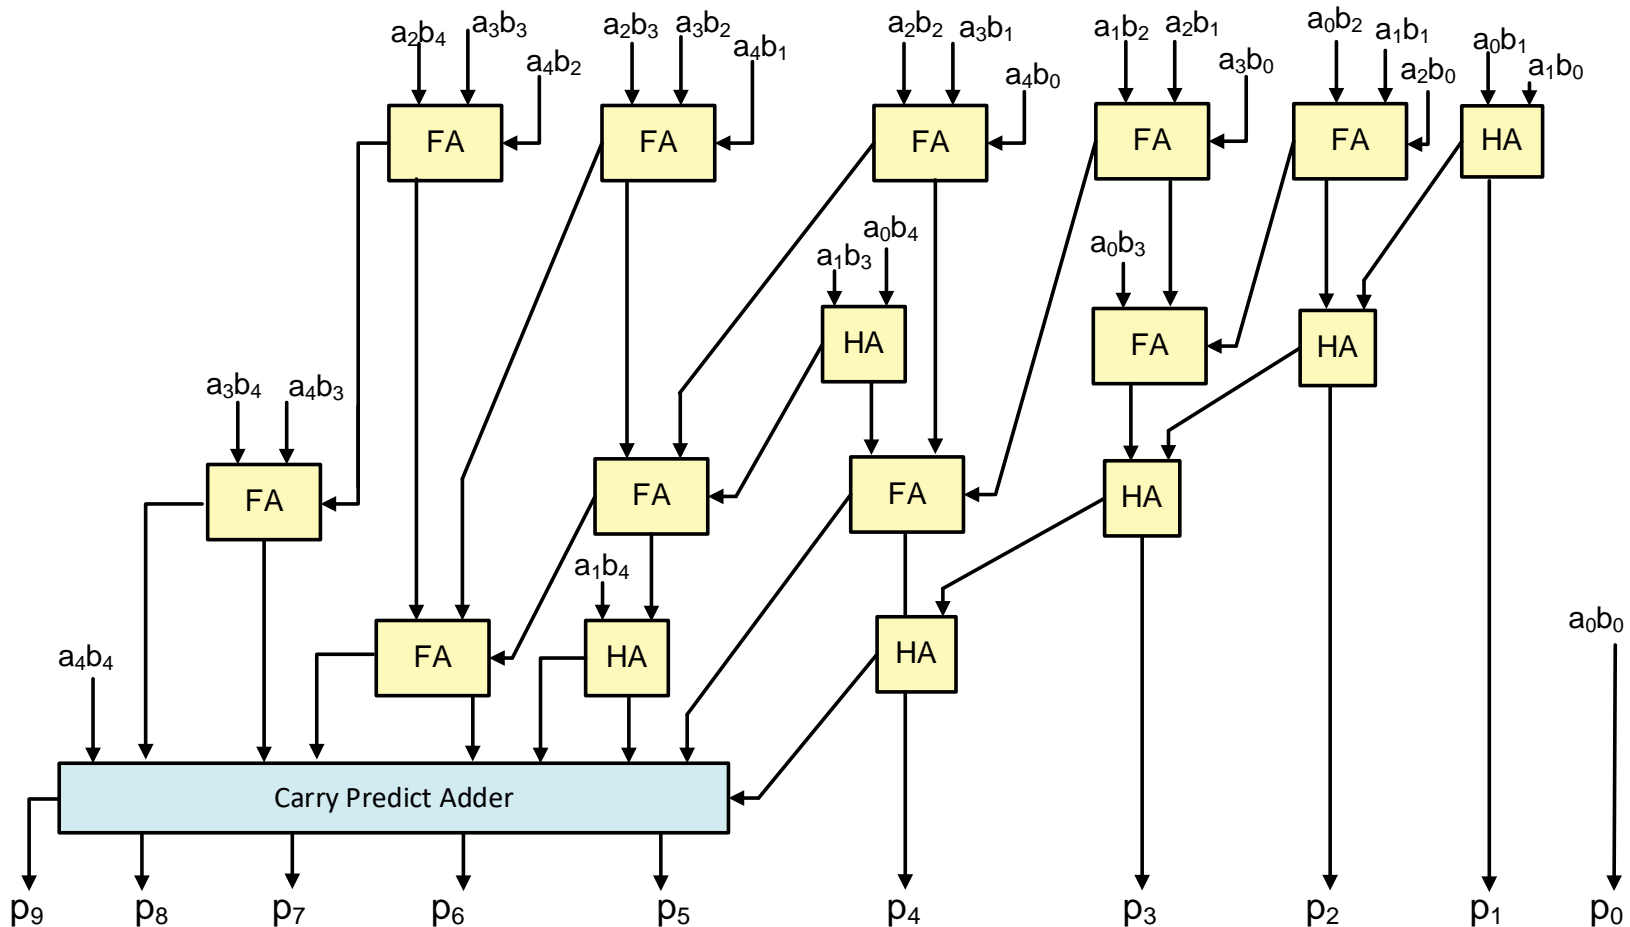 a₂b₄ a₃b₃ a₂b₃ a₃b₂ a₂b₂ a₃b₁ a₁b₂ a₂b₁ a₀b₂ a₁b₁ a₀b₁
a₄b₂ a₄b₁ a₄b₀ a₃b₀ a₂b₀ a₁b₀
FA FA FA FA FA HA
a₁b₃ a₀b₄ a₀b₃
HA FA HA
a₃b₄ a₄b₃
FA FA FA HA
a₁b₄
a₄b₄ FA HA HA a₀b₀
Carry Predict Adder
p₉ p₈ p₇ p₆ p₅ p₄ p₃ p₂ p₁ p₀